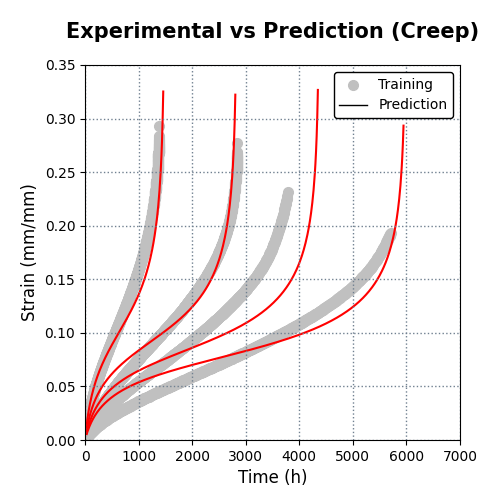 Experimental vs Prediction (Creep)
Training
Prediction
Strain (mm/mm)
0.35
0.30
0.25
0.20
0.15
0.10
0.05
0.00
0 1000 2000 3000 4000 5000 6000 7000
Time (h)